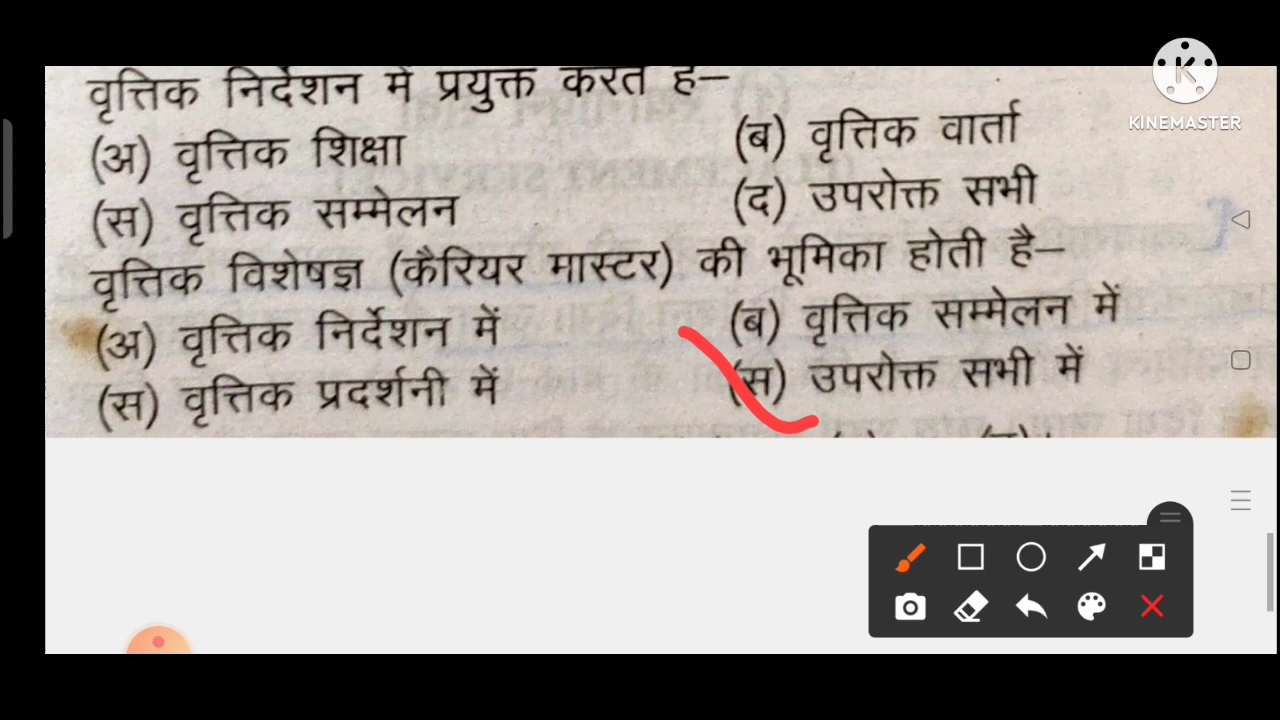 वृत्तिक निर्देशन में प्रयुक्त करते हैं—
(अ) वृत्तिक शिक्षा (ब) वृत्तिक वार्ता
(स) वृत्तिक सम्मेलन (द) उपरोक्त सभी
वृत्तिक विशेषज्ञ (कैरियर मास्टर) की भूमिका होती है—
(अ) वृत्तिक निर्देशन में (ब) वृत्तिक सम्मेलन में
(स) वृत्तिक प्रदर्शनी में (स) उपरोक्त सभी में
KINEMASTER